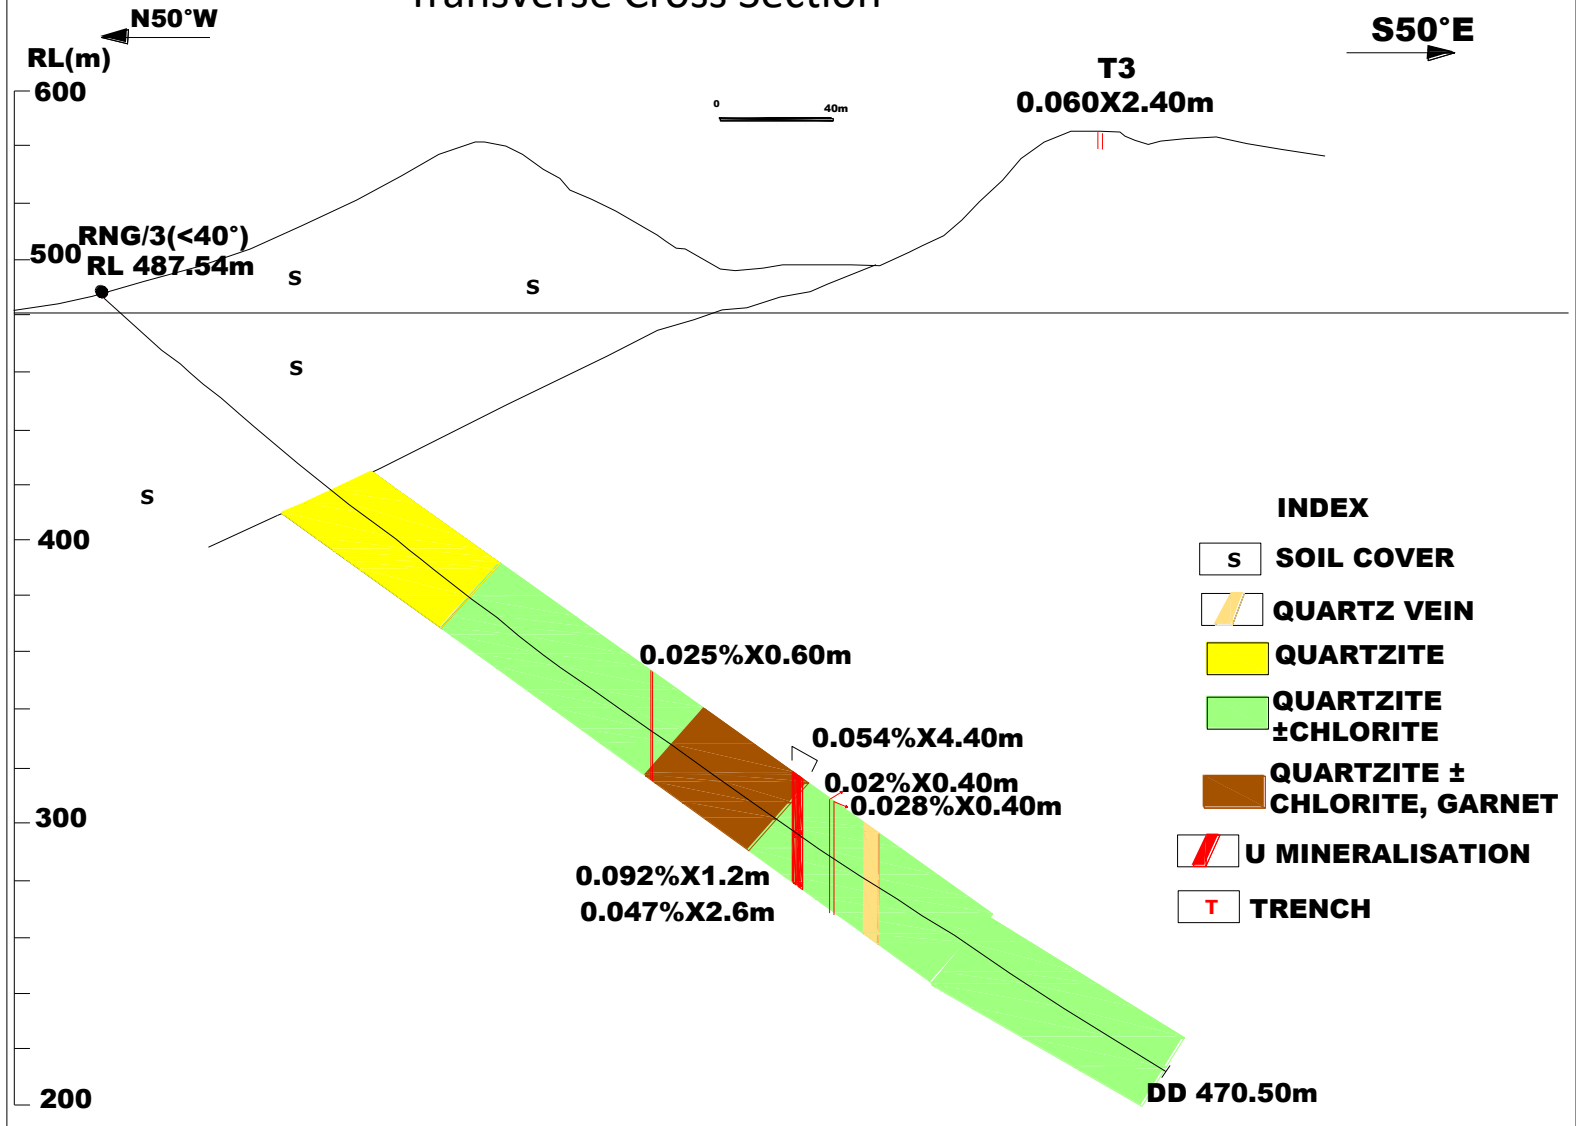 Transverse Cross Section
N50°W
S50°E
RL(m)
600
T3
0.060X2.40m
0
40m
RNG/3(<40°)
500
RL 487.54m
S
S
S
S
400
INDEX
S SOIL COVER
QUARTZ VEIN
QUARTZITE
QUARTZITE
±CHLORITE
QUARTZITE ±
CHLORITE, GARNET
U MINERALISATION
T TRENCH
0.025%X0.60m
0.054%X4.40m
0.02%X0.40m
0.028%X0.40m
300
0.092%X1.2m
0.047%X2.6m
200
DD 470.50m